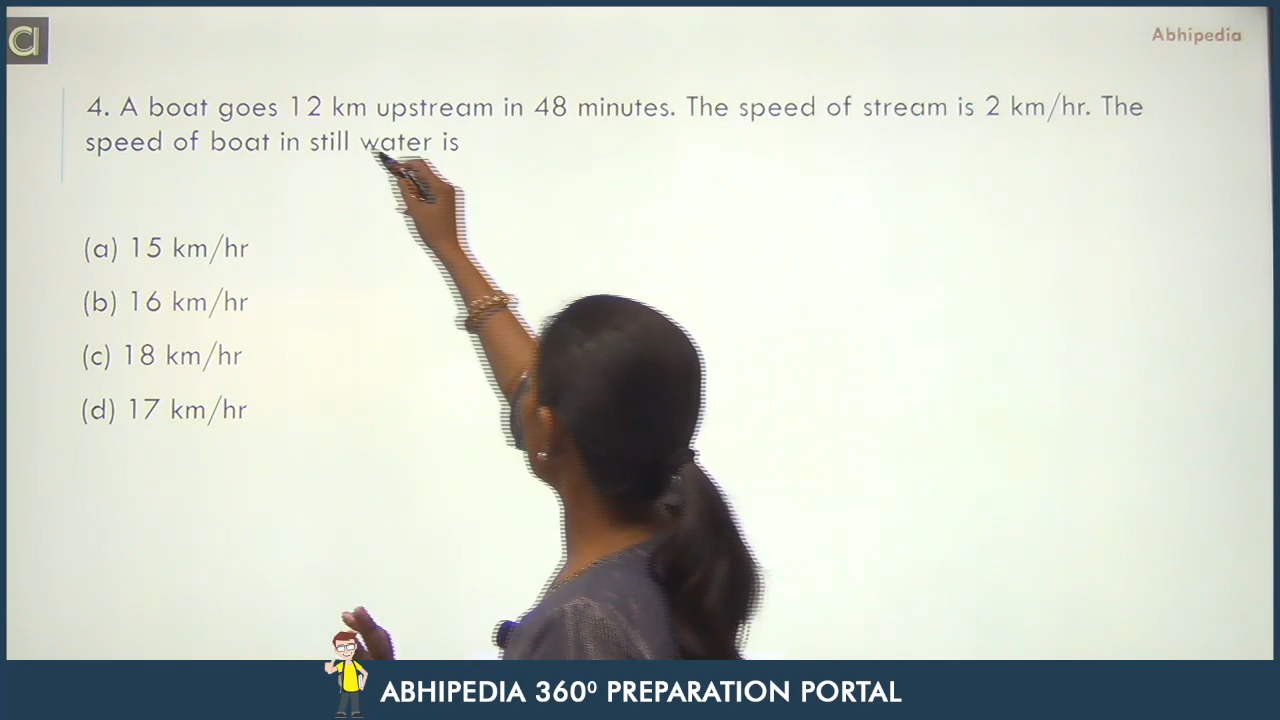 Abhipedia
4. A boat goes 12 km upstream in 48 minutes. The speed of stream is 2 km/hr. The
speed of boat in still water is
(a) 15 km/hr
(b) 16 km/hr
(c) 18 km/hr
(d) 17 km/hr
ABHIPEDIA 360⁰ PREPARATION PORTAL